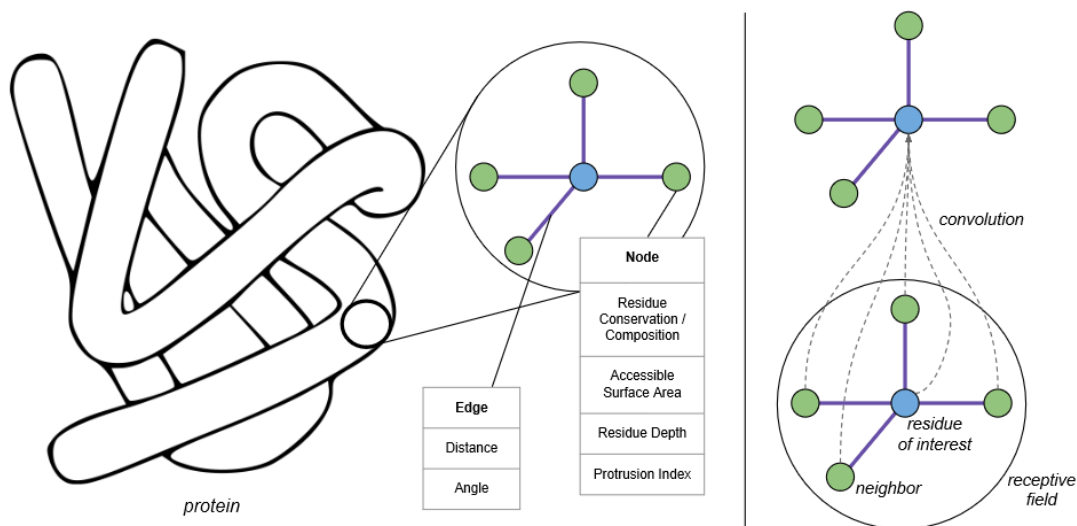 protein
Edge
Distance
Angle
Node
Residue
Conservation /
Composition
Accessible
Surface Area
Residue Depth
Protrusion Index
convolution
residue
of interest
neighbor
receptive
field